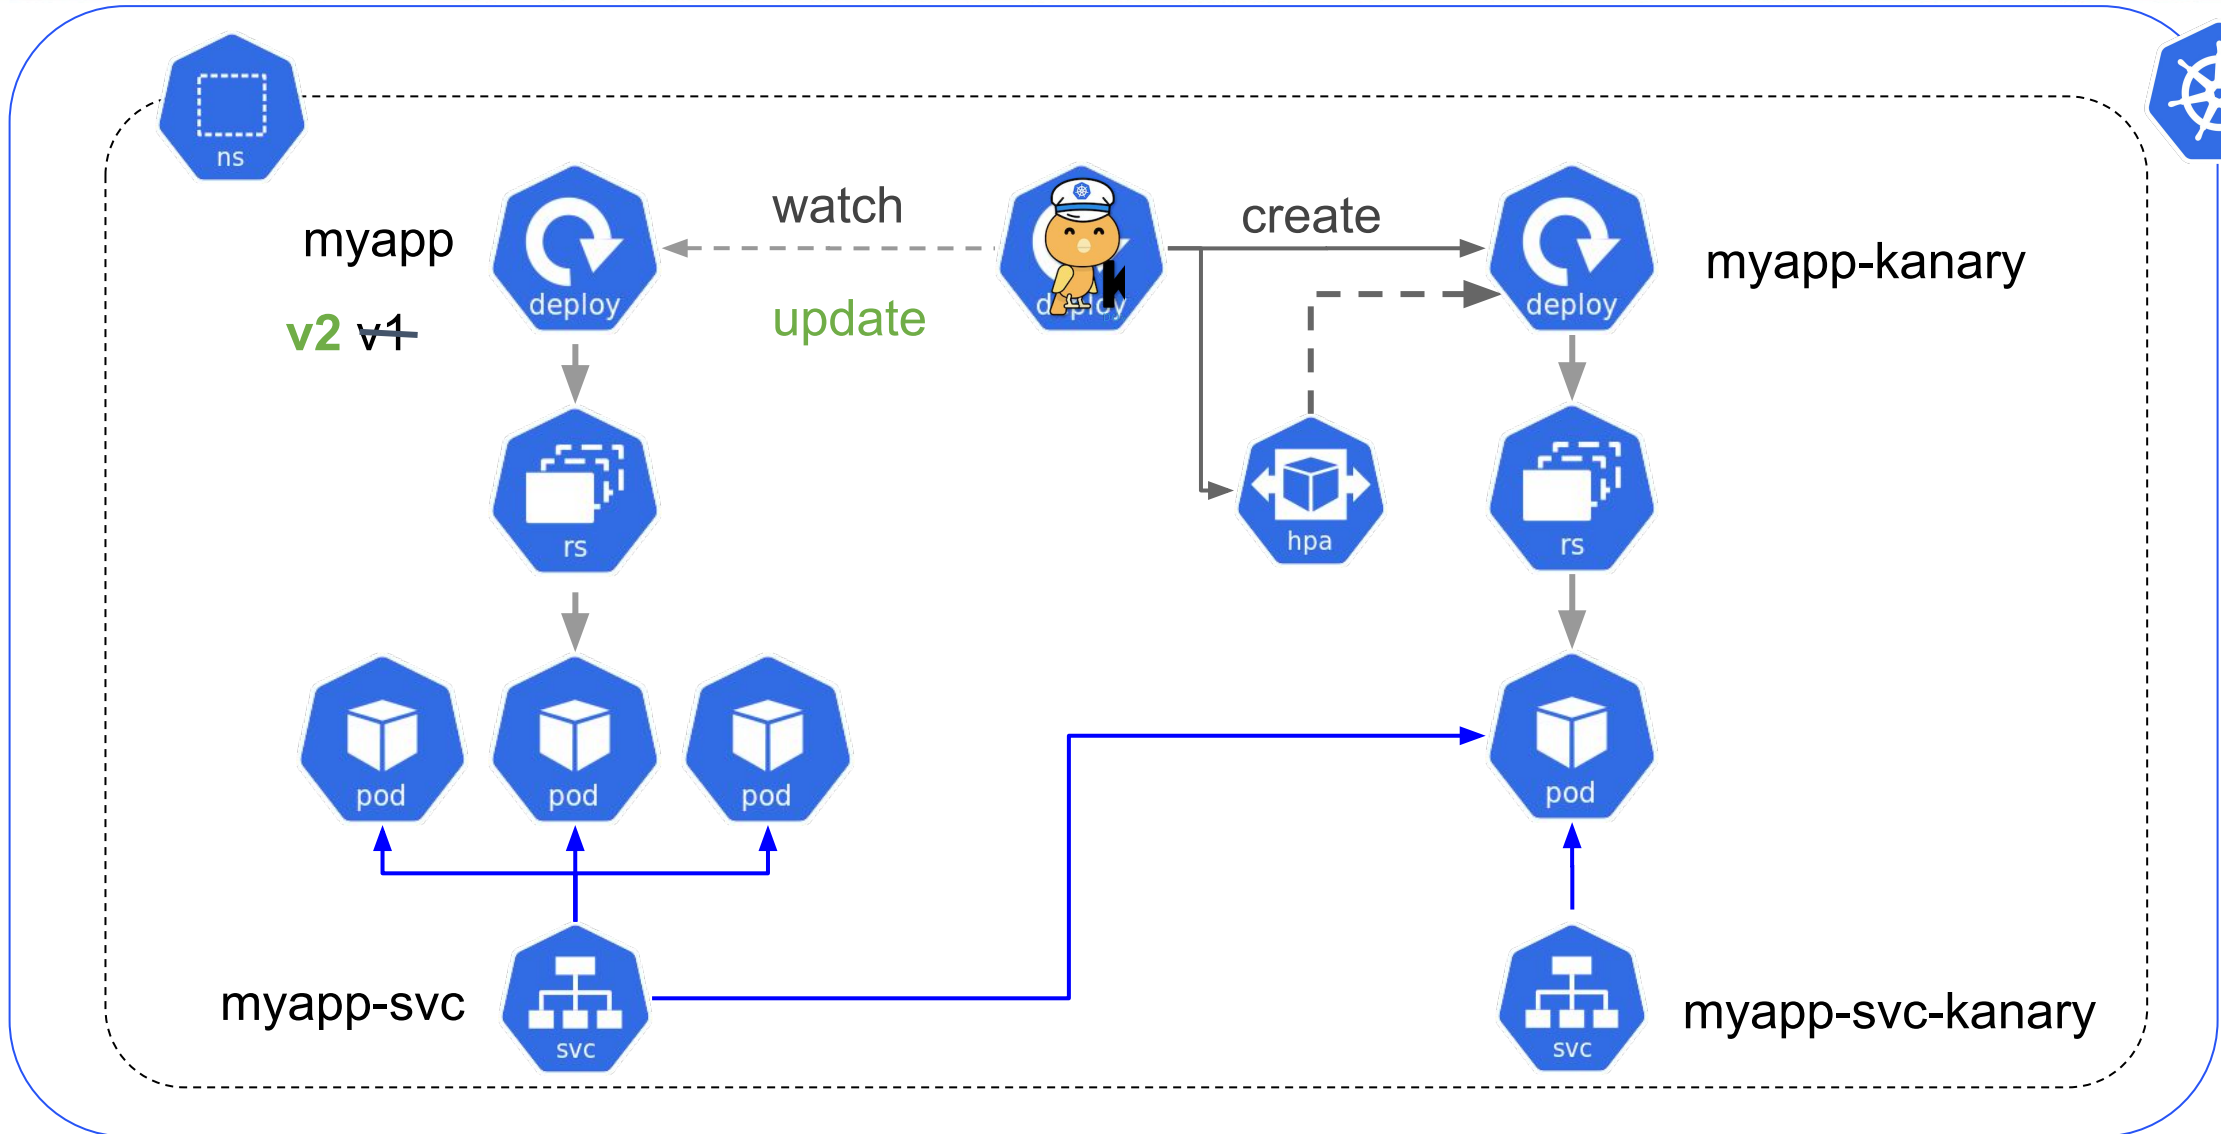 ns
watch
create
myapp
deploy
deploy
deploy
myapp-kanary
v2 v1
update
rs
hpa
rs
pod
pod
pod
pod
myapp-svc
svc
svc
myapp-svc-kanary